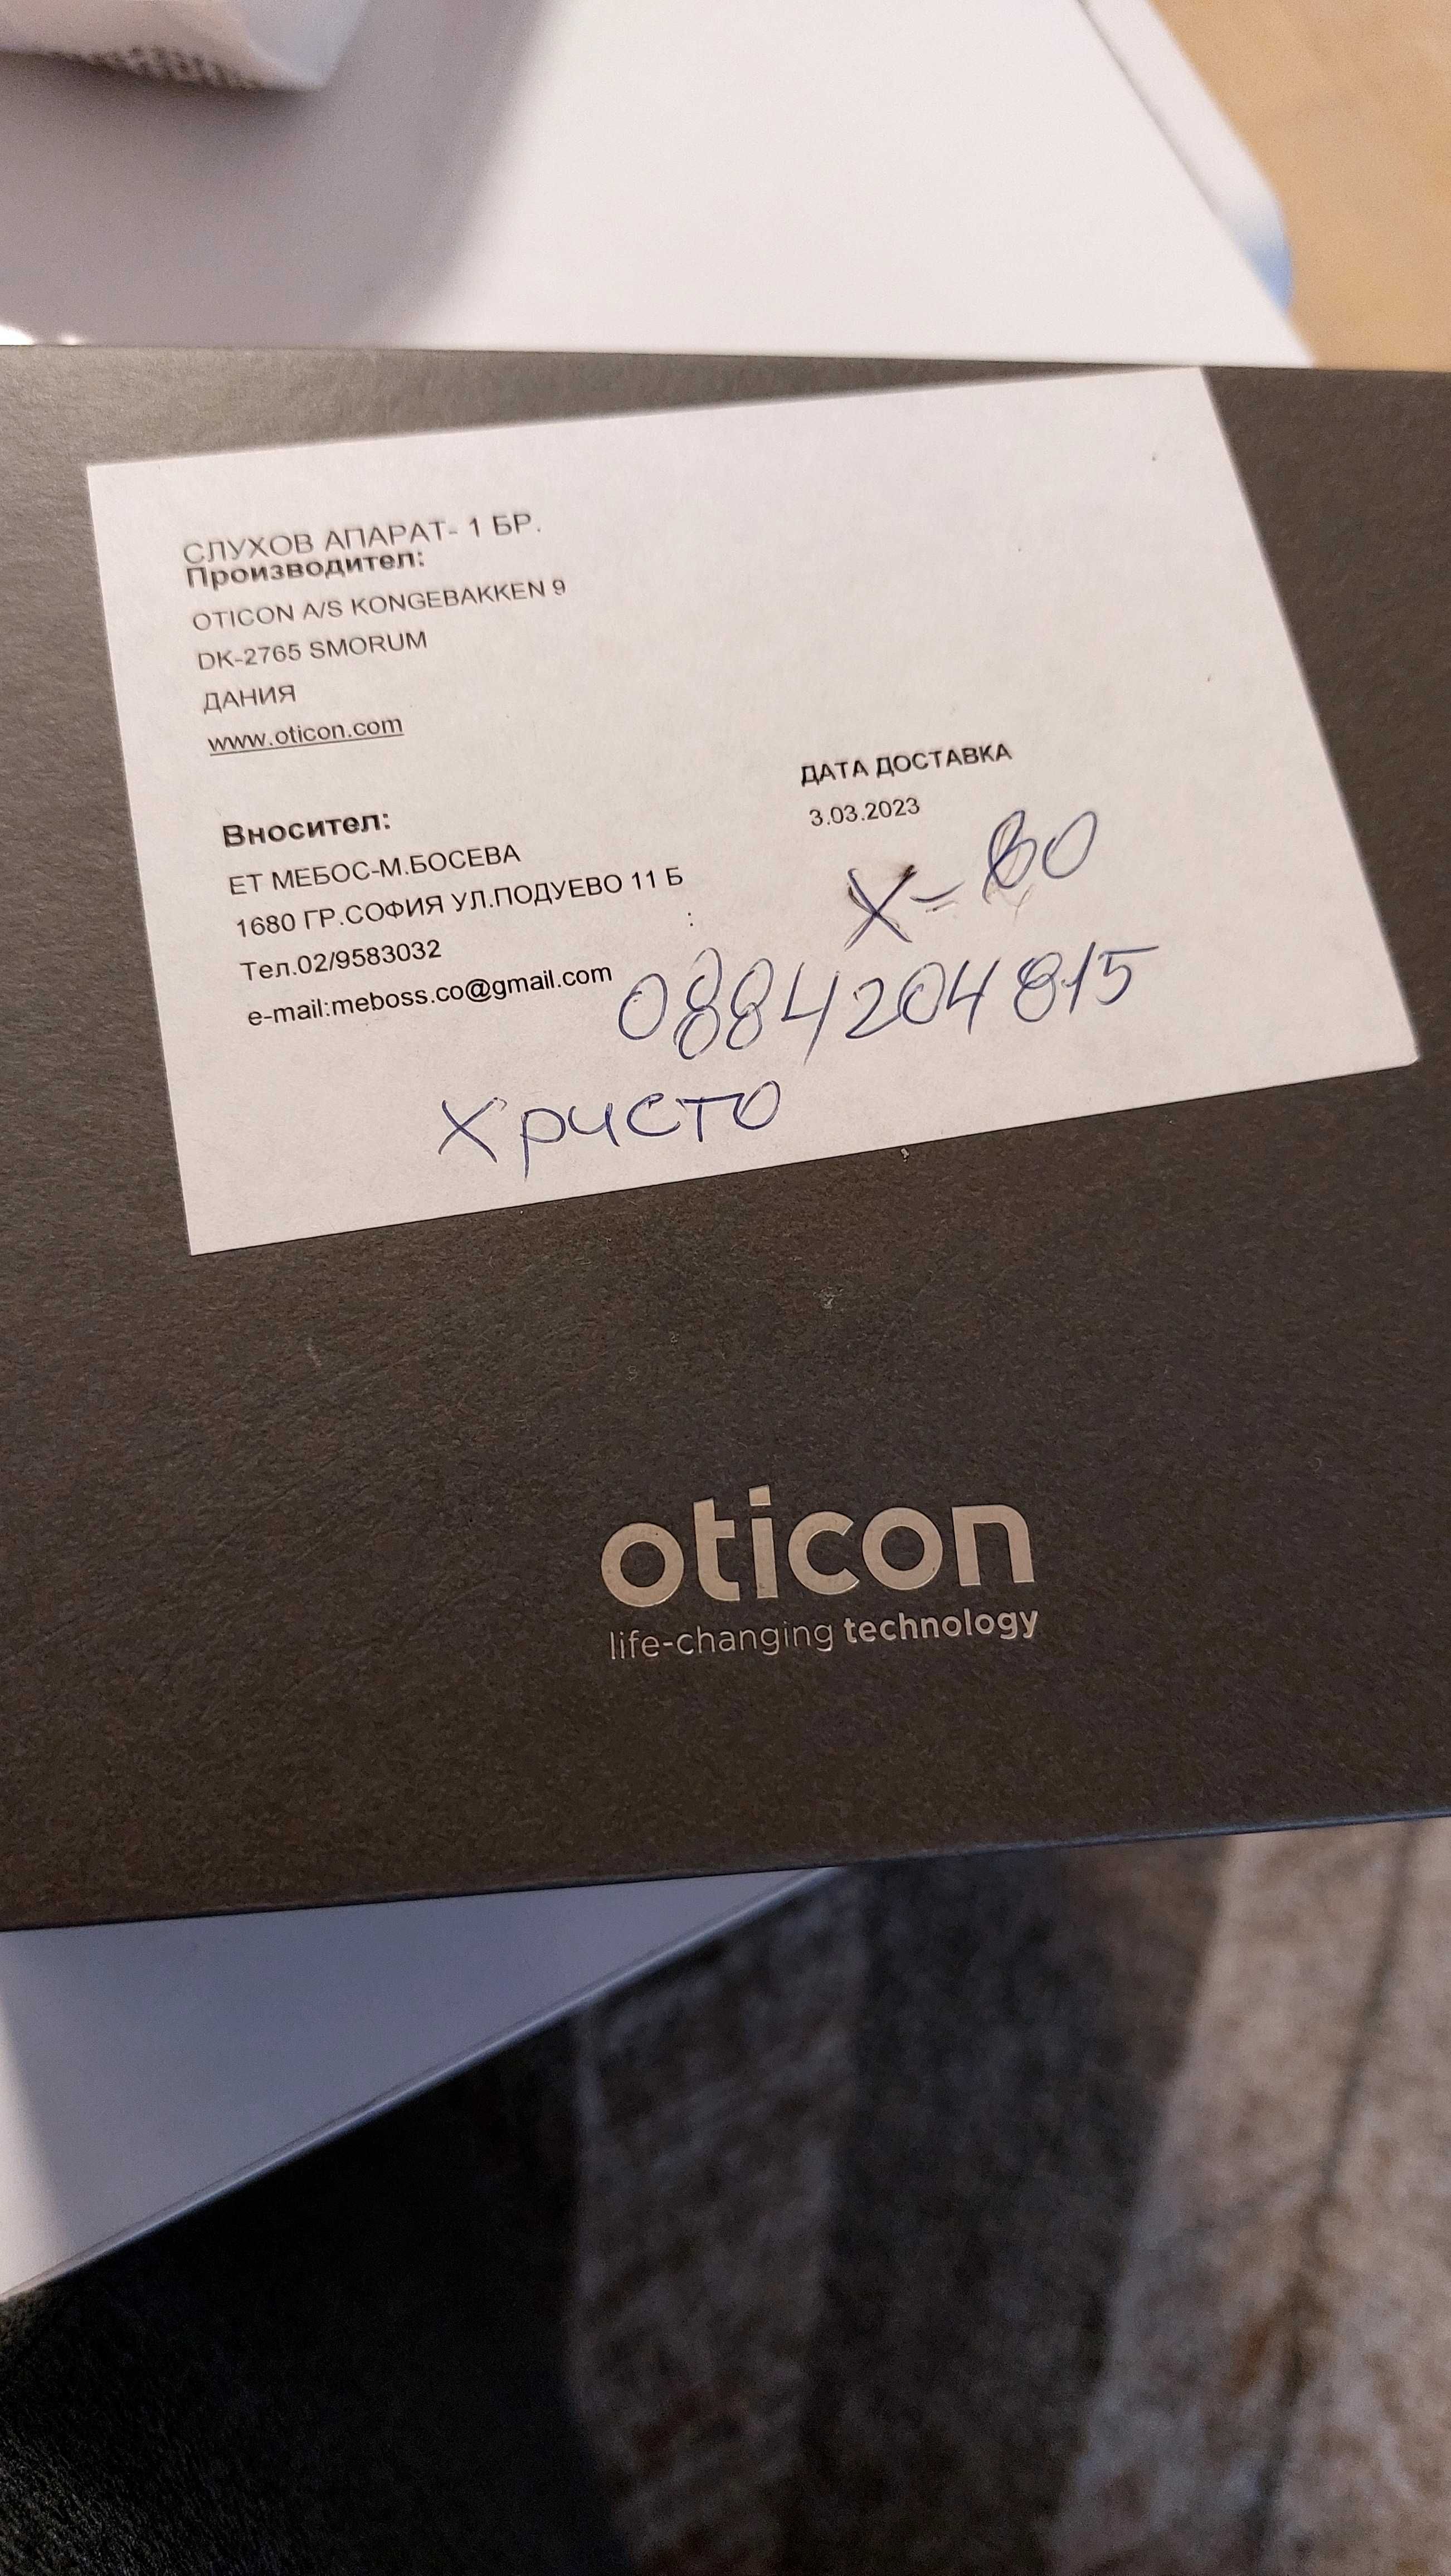 СЛУХОВ АПАРАТ- 1 БР.
Производител:
OTICON A/S KONGEBAKKEN 9
DK-2765 SMORUM
ДАНИЯ
www.oticon.com
ДАТА ДОСТАВКА
3.03.2023
Вносител:
ЕТ МЕБОС-М.БОСЕВА
1680 ГР.СОФИЯ УЛ.ПОДУЕВО 11 Б
Тел.02/9583032
e-mail:meboss.co@gmail.com
0884204815
Христо
oticon
life-changing technology